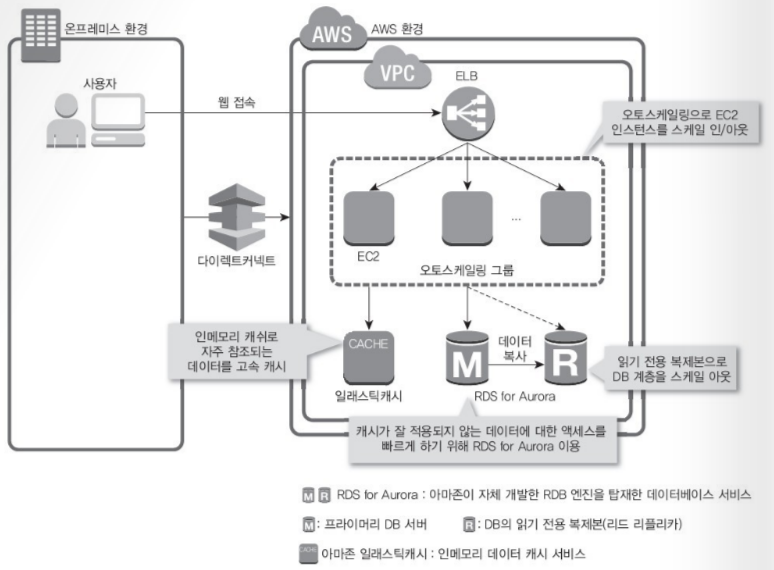 온프레미스 환경
AWS
AWS 환경
VPC
ELB
사용자
웹 접속
오토스케일링으로 EC2
인스턴스를 스케일 인/아웃
...
EC2
다이렉트커넥트
오토스케일링 그룹
인메모리 캐쉬로
자주 참조되는
데이터를 고속 캐시
CACHE
일래스틱캐시
M
데이터
복사
R
RDS for Aurora
읽기 전용 복제본으로
DB 계층을 스케일 아웃
캐시가 잘 적용되지 않는 데이터에 대한 액세스를
빠르게 하기 위해 RDS for Aurora 이용
M R RDS for Aurora : 아마존이 자체 개발한 RDB 엔진을 탑재한 데이터베이스 서비스
M : 프라이머리 DB 서버 R : DB의 읽기 전용 복제본(리드 리플리카)
CACHE 아마존 일래스틱캐시 : 인메모리 데이터 캐시 서비스